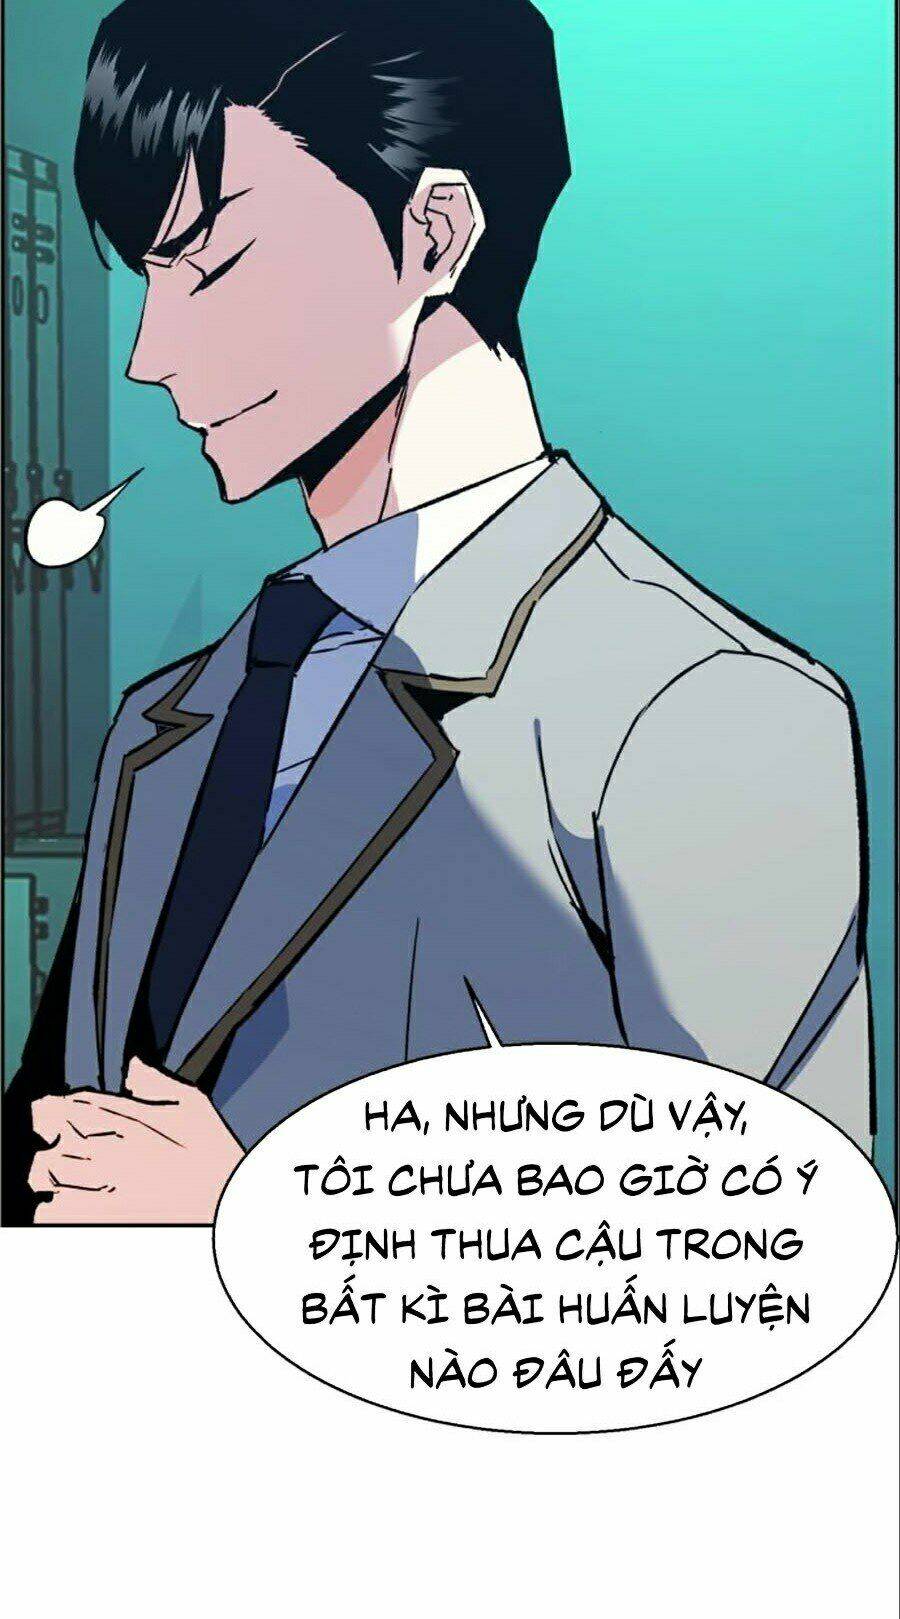 HA, NHƯNG DÙ VẬY,
TÔI CHƯA BAO GIỜ CÓ Ý
ĐỊNH THUA CẬU TRONG
BẤT KÌ BÀI HUẤN LUYỆN
NÀO ĐÂU ĐẤY